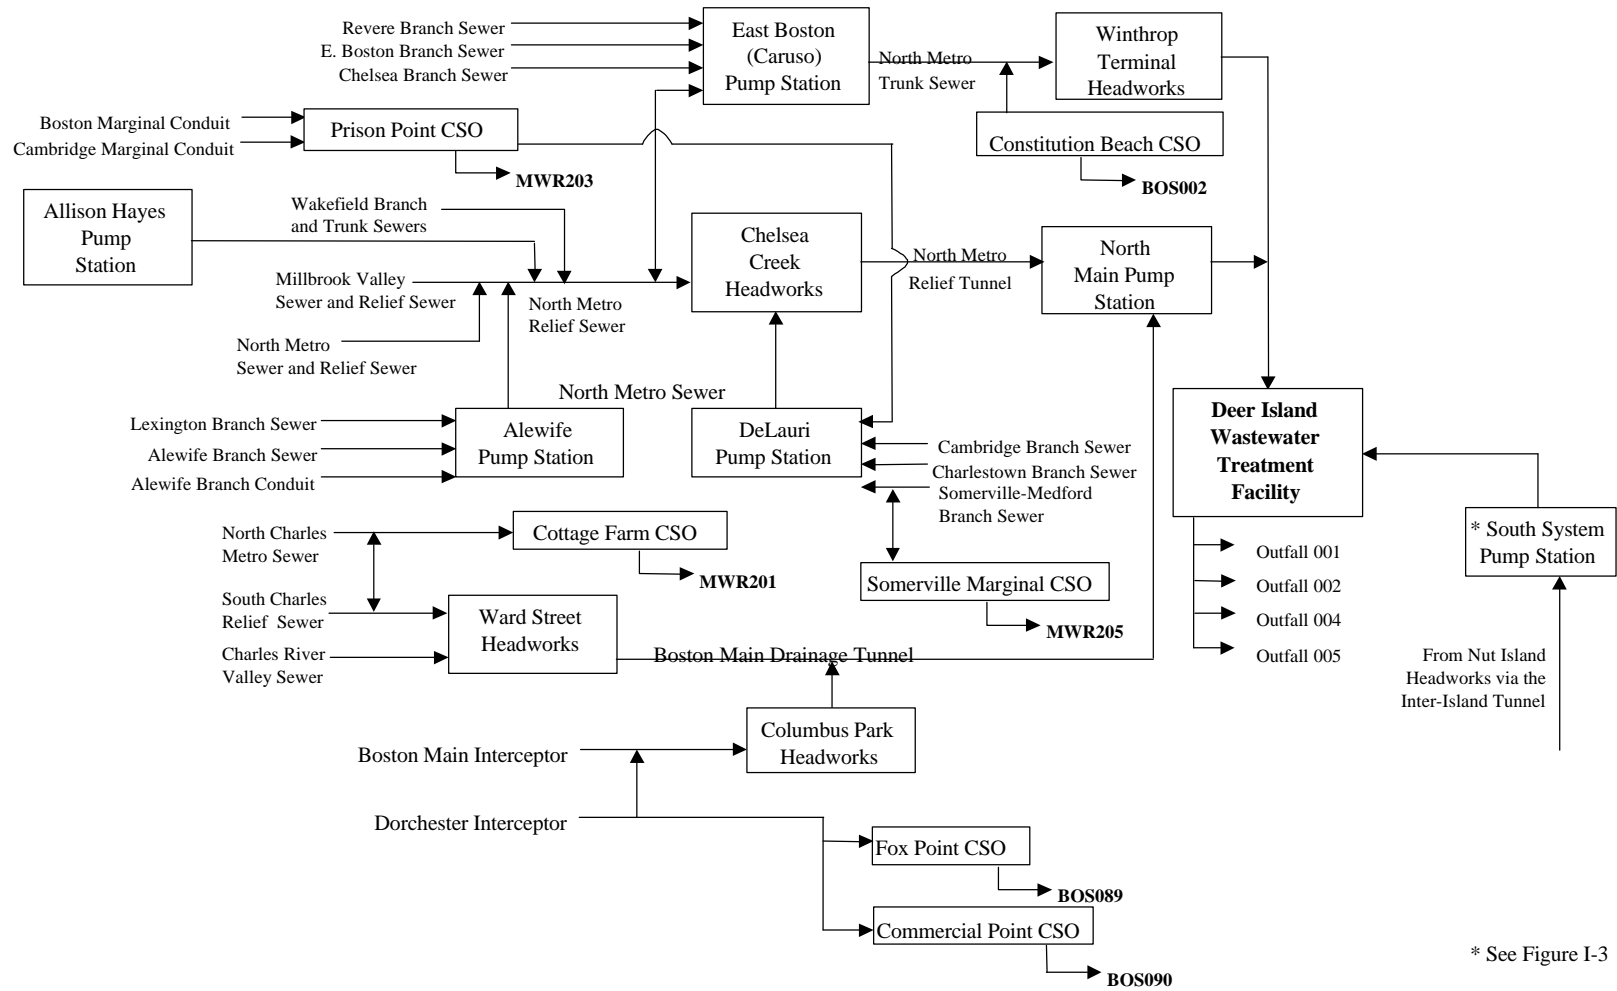 Revere Branch Sewer
E. Boston Branch Sewer
Chelsea Branch Sewer
East Boston
(Caruso)
Pump Station
North Metro
Trunk Sewer
Winthrop
Terminal
Headworks
Boston Marginal Conduit
Cambridge Marginal Conduit
Prison Point CSO
MWR203
Constitution Beach CSO
BOS002
Allison Hayes
Pump
Station
Wakefield Branch
and Trunk Sewers
Millbrook Valley
Sewer and Relief Sewer
North Metro
Relief Sewer
North Metro
Sewer and Relief Sewer
Chelsea
Creek
Headworks
North Metro
Relief Tunnel
North
Main Pump
Station
North Metro Sewer
Lexington Branch Sewer
Alewife Branch Sewer
Alewife Branch Conduit
Alewife
Pump Station
DeLauri
Pump Station
Cambridge Branch Sewer
Charlestown Branch Sewer
Somerville-Medford
Branch Sewer
Deer Island
Wastewater
Treatment
Facility
* South System
Pump Station
North Charles
Metro Sewer
Cottage Farm CSO
MWR201
Somerville Marginal CSO
MWR205
Outfall 001
Outfall 002
Outfall 004
Outfall 005
South Charles
Relief Sewer
Charles River
Valley Sewer
Ward Street
Headworks
Boston Main Drainage Tunnel
From Nut Island
Headworks via the
Inter-Island Tunnel
Columbus Park
Headworks
Boston Main Interceptor
Dorchester Interceptor
Fox Point CSO
BOS089
Commercial Point CSO
BOS090
* See Figure I-3